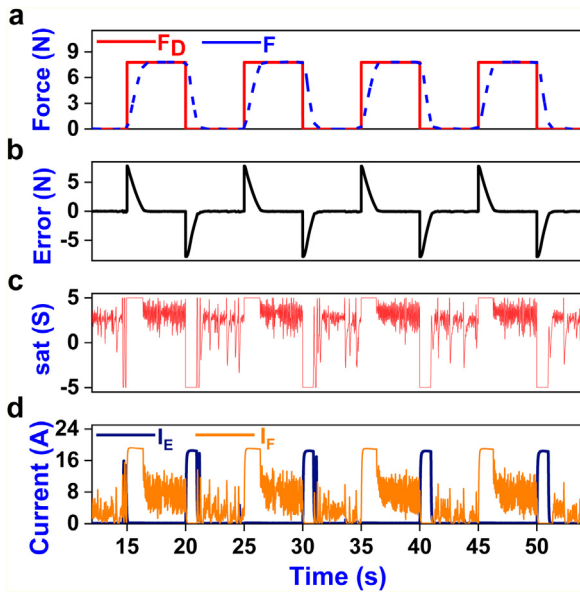 a
F_D F
Force (N)
9
6
3
0
b
Error (N)
5
0
-5
c
sat (S)
5
0
-5
d
I_E I_F
Current (A)
24
16
8
0
15 20 25 30 35 40 45 50
Time (s)